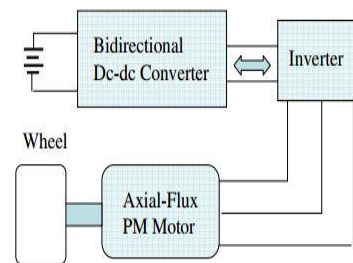 Bidirectional
Dc-dc Converter
Inverter
Wheel
Axial-Flux
PM Motor